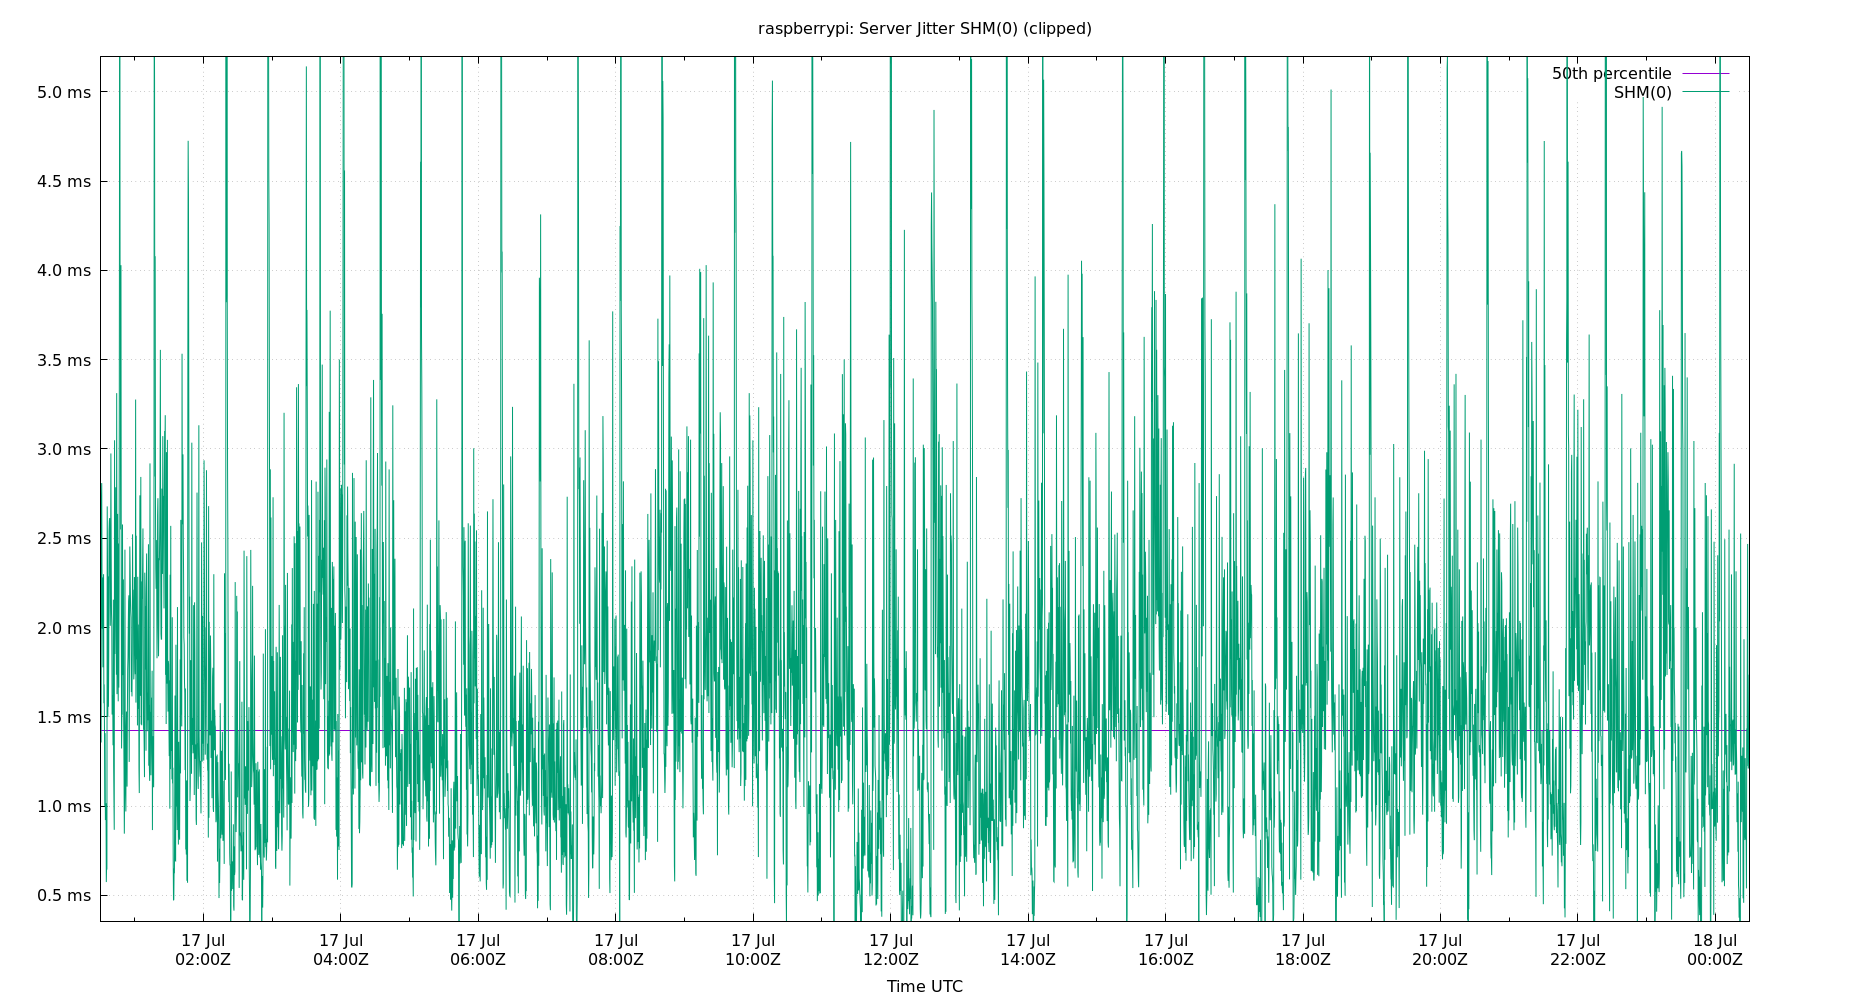 raspberrypi: Server Jitter SHM(0) (clipped)
50th percentile
SHM(0)
5.0 ms
4.5 ms
4.0 ms
3.5 ms
3.0 ms
2.5 ms
2.0 ms
1.5 ms
1.0 ms
0.5 ms
17 Jul 17 Jul 17 Jul 17 Jul 17 Jul 17 Jul 17 Jul 17 Jul 17 Jul 17 Jul 17 Jul 18 Jul
02:00Z 04:00Z 06:00Z 08:00Z 10:00Z 12:00Z 14:00Z 16:00Z 18:00Z 20:00Z 22:00Z 00:00Z
Time UTC